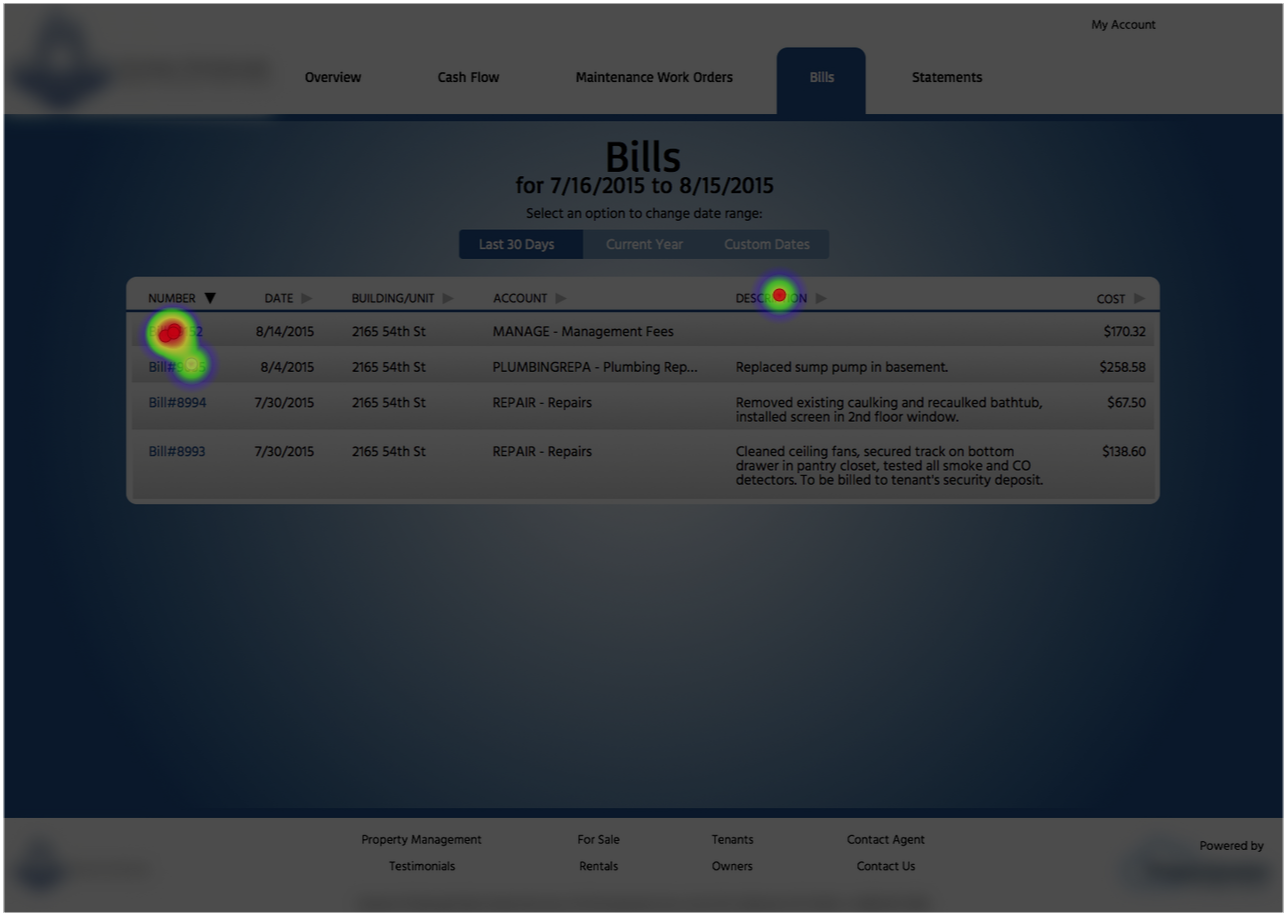 My Account
Overview Cash Flow Maintenance Work Orders Bills Statements
Bills
for 7/16/2015 to 8/15/2015
Select an option to change date range:
Last 30 Days Current Year Custom Dates
NUMBER ▼ DATE ▶ BUILDING/UNIT ▶ ACCOUNT ▶ DESCRIPTION ▶ COST ▶
8/14/2015 2165 54th St MANAGE - Management Fees $170.32
8/4/2015 2165 54th St PLUMBINGREPA - Plumbing Rep... Replaced sump pump in basement. $258.58
Bill#8994 7/30/2015 2165 54th St REPAIR - Repairs Removed existing caulking and recaulked bathtub, $67.50
installed screen in 2nd floor window.
Bill#8993 7/30/2015 2165 54th St REPAIR - Repairs Cleaned ceiling fans, secured track on bottom $138.60
drawer in pantry closet, tested all smoke and CO
detectors. To be billed to tenant's security deposit.
Property Management For Sale Tenants Contact Agent
Powered by
Testimonials Rentals Owners Contact Us